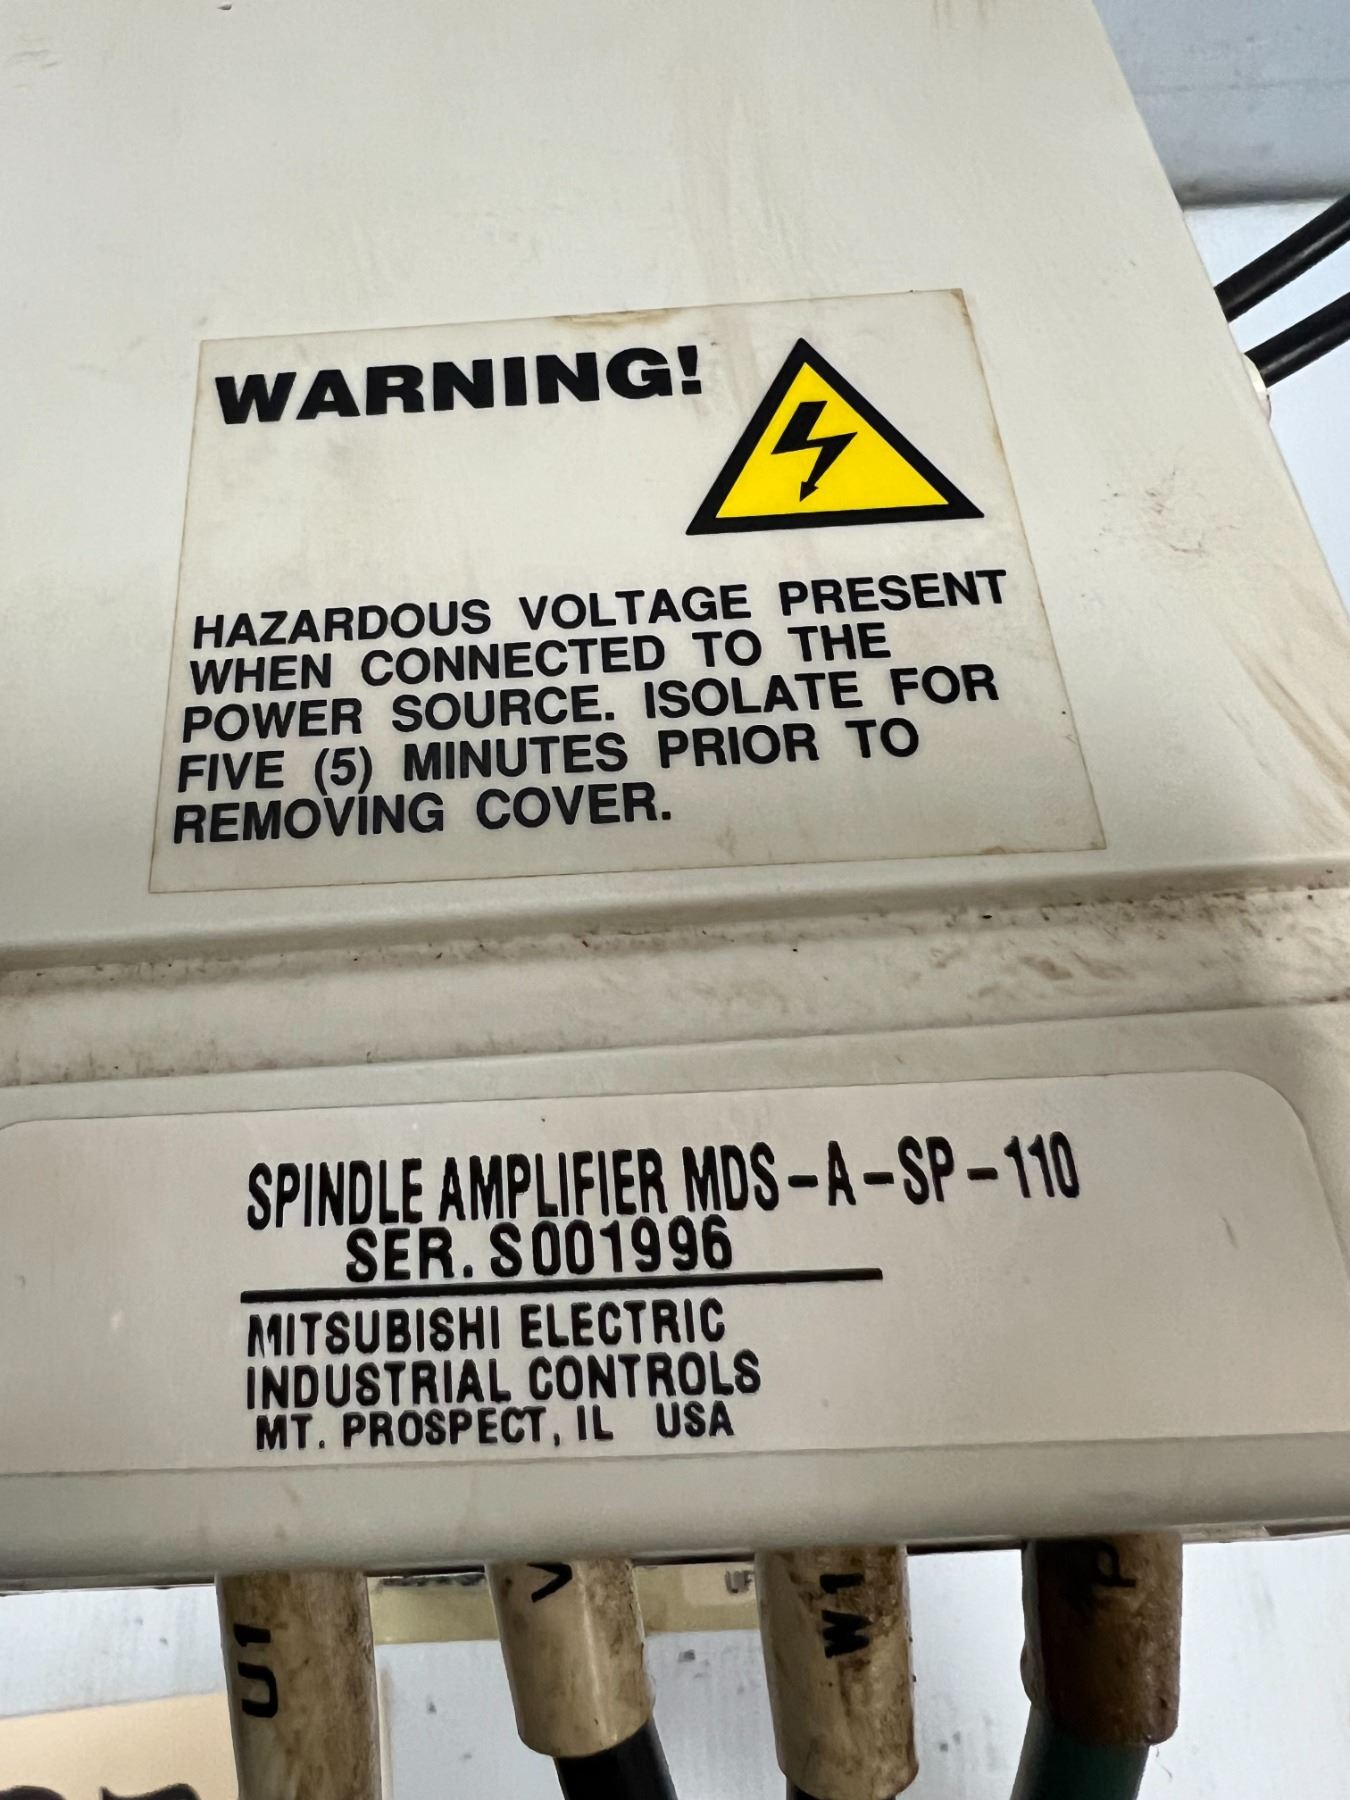 WARNING!
HAZARDOUS VOLTAGE PRESENT
WHEN CONNECTED TO THE
POWER SOURCE. ISOLATE FOR
FIVE (5) MINUTES PRIOR TO
REMOVING COVER.
SPINDLE AMPLIFIER MDS-A-SP-110
SER. S001996
MITSUBISHI ELECTRIC
INDUSTRIAL CONTROLS
MT. PROSPECT, IL USA
U1
W1